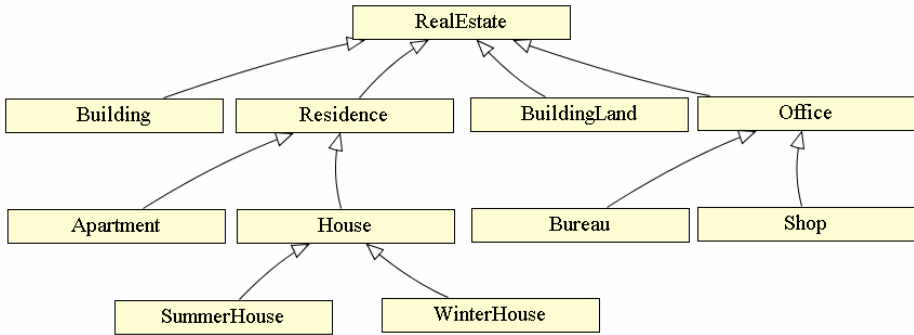 RealEstate
Building
Residence
BuildingLand
Office
Apartment
House
Bureau
Shop
SummerHouse
WinterHouse